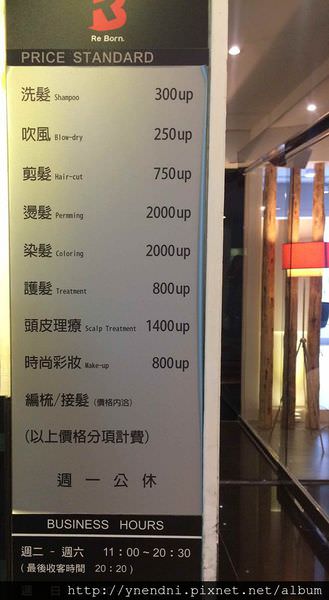 Re Born.
PRICE STANDARD
洗髮 Shampoo 300up
吹風 Blow-dry 250up
剪髮 Hair-cut 750up
燙髮 Permming 2000up
染髮 Coloring 2000up
護髮 Treatment 800up
頭皮理療 Scalp Treatment 1400up
時尚彩妝 Make-up 800up
編梳/接髮 (價格內洽)
(以上價格分項計費)
週一公休
BUSINESS HOURS
週二 - 週六 11:00~20:30
(最後收客時間 20:20)
週 日
http://ynendni.pixnet.net/album